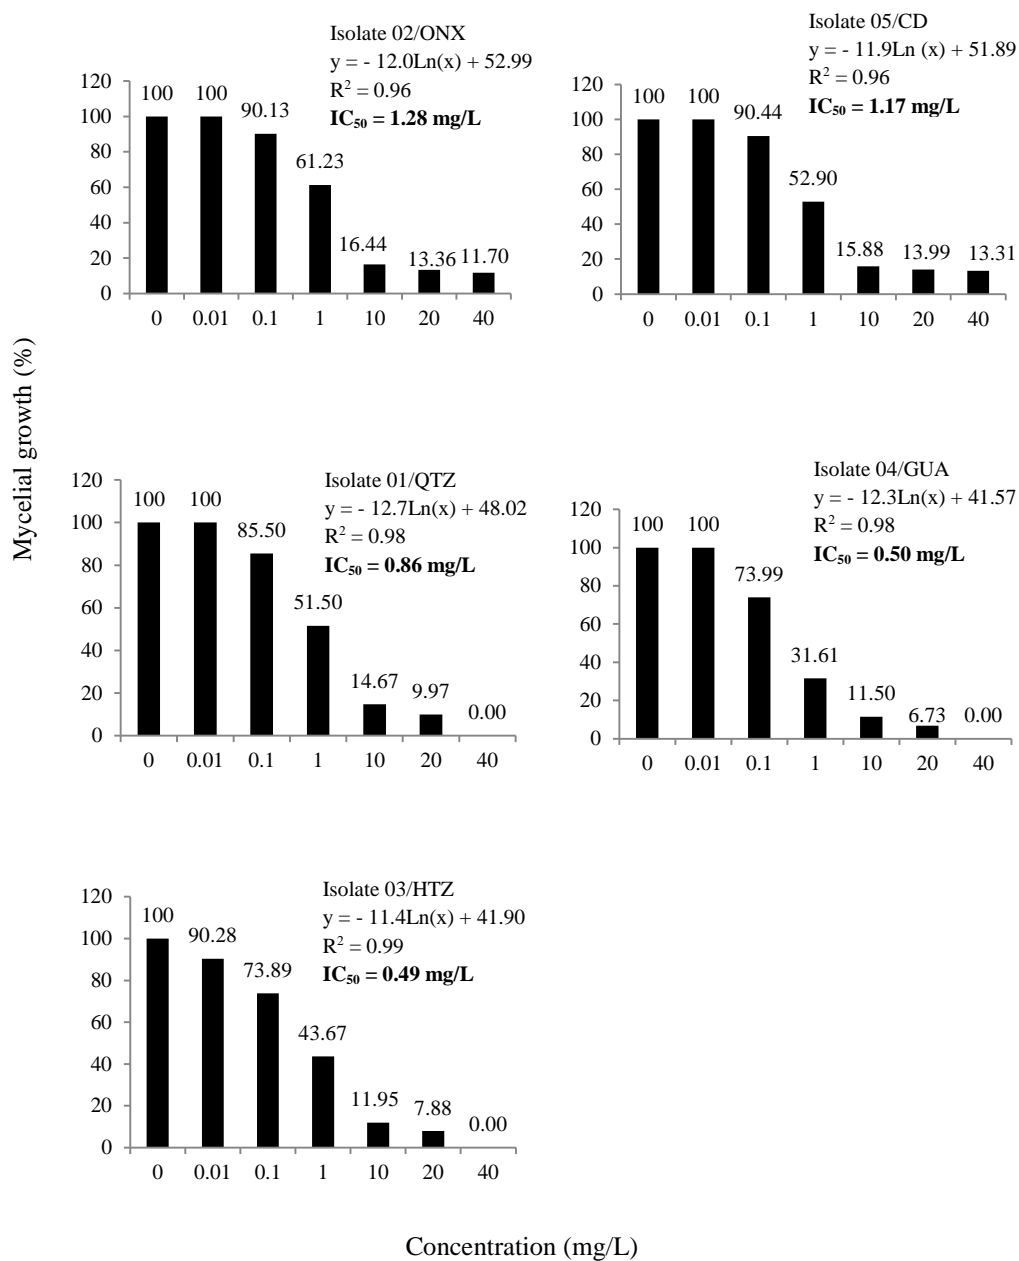 Isolate 02/ONX
y = - 12.0Ln(x) + 52.99
R² = 0.96
IC₅₀ = 1.28 mg/L
120
100
80
60
40
20
0
100 100 90.13 61.23 16.44 13.36 11.70
0 0.01 0.1 1 10 20 40
Isolate 05/CD
y = - 11.9Ln (x) + 51.89
R² = 0.96
IC₅₀ = 1.17 mg/L
120
100
80
60
40
20
0
100 100 90.44 52.90 15.88 13.99 13.31
0 0.01 0.1 1 10 20 40
Mycelial growth (%)
Isolate 01/QTZ
y = - 12.7Ln(x) + 48.02
R² = 0.98
IC₅₀ = 0.86 mg/L
120
100
80
60
40
20
0
100 100 85.50 51.50 14.67 9.97 0.00
0 0.01 0.1 1 10 20 40
Isolate 04/GUA
y = - 12.3Ln(x) + 41.57
R² = 0.98
IC₅₀ = 0.50 mg/L
120
100
80
60
40
20
0
100 100 73.99 31.61 11.50 6.73 0.00
0 0.01 0.1 1 10 20 40
Isolate 03/HTZ
y = - 11.4Ln(x) + 41.90
R² = 0.99
IC₅₀ = 0.49 mg/L
120
100
80
60
40
20
0
100 90.28 73.89 43.67 11.95 7.88 0.00
0 0.01 0.1 1 10 20 40
Concentration (mg/L)